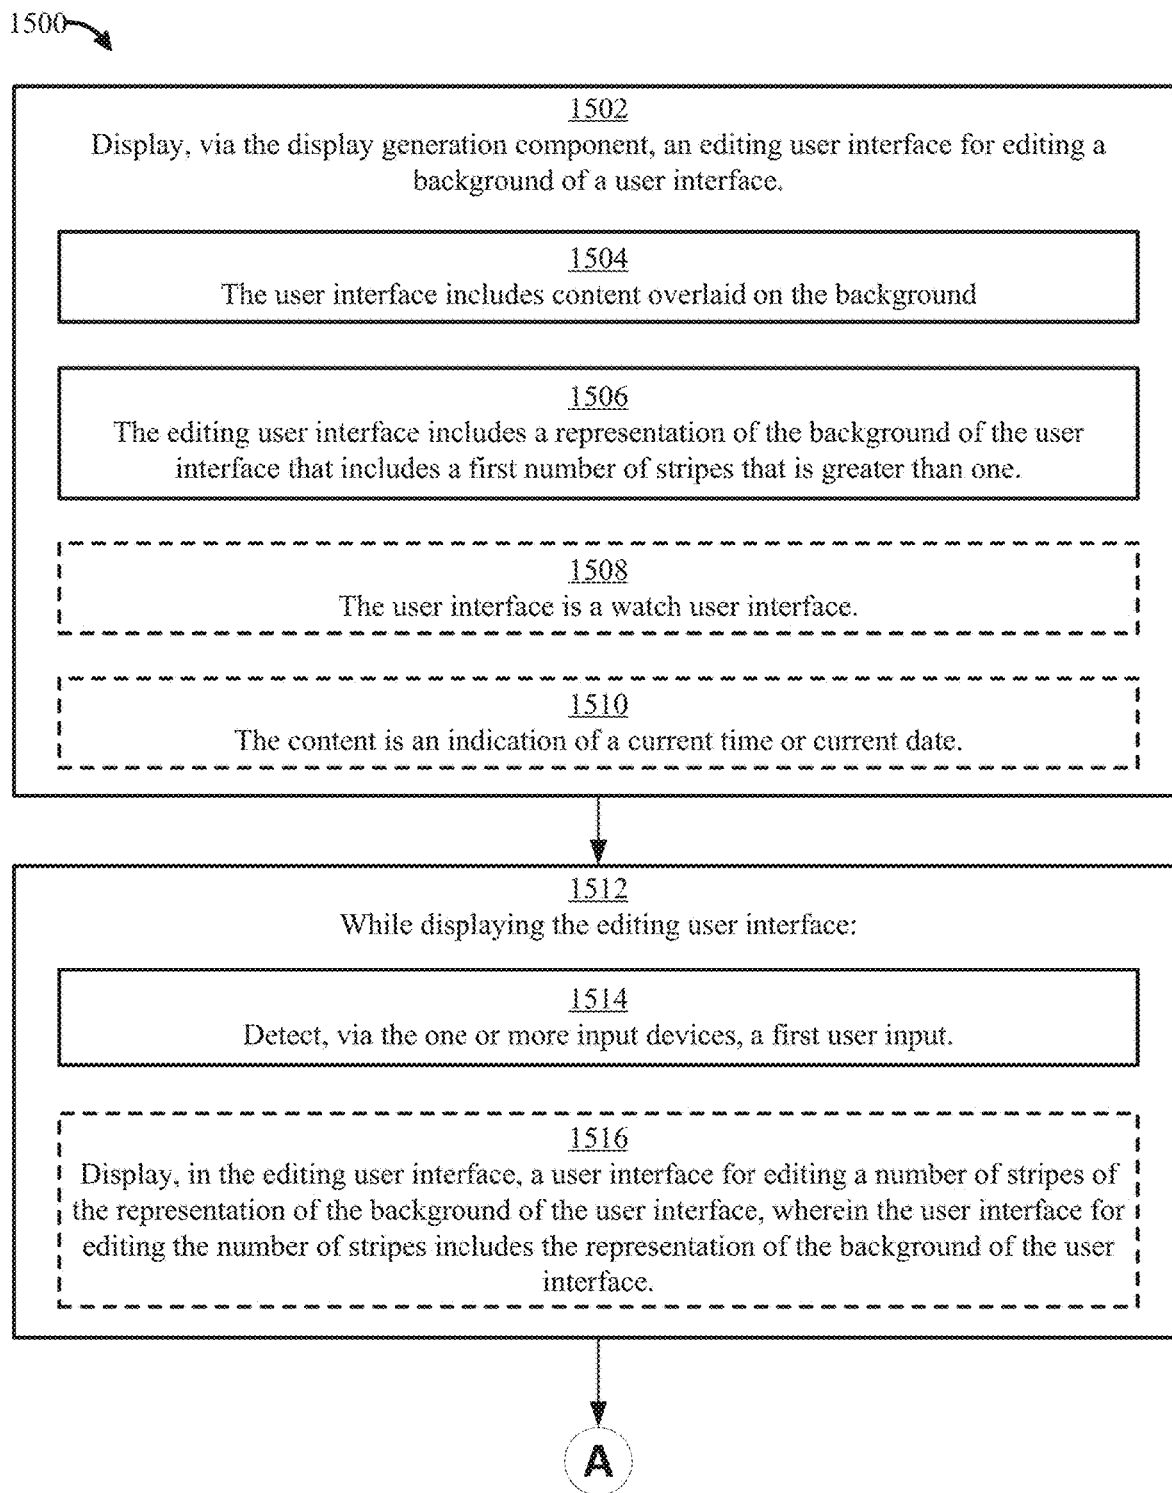 1500
1502
Display, via the display generation component, an editing user interface for editing a
background of a user interface.
1504
The user interface includes content overlaid on the background
1506
The editing user interface includes a representation of the background of the user
interface that includes a first number of stripes that is greater than one.
1508
The user interface is a watch user interface.
1510
The content is an indication of a current time or current date.
1512
While displaying the editing user interface:
1514
Detect, via the one or more input devices, a first user input.
1516
Display, in the editing user interface, a user interface for editing a number of stripes of
the representation of the background of the user interface, wherein the user interface for
editing the number of stripes includes the representation of the background of the user
interface.
A